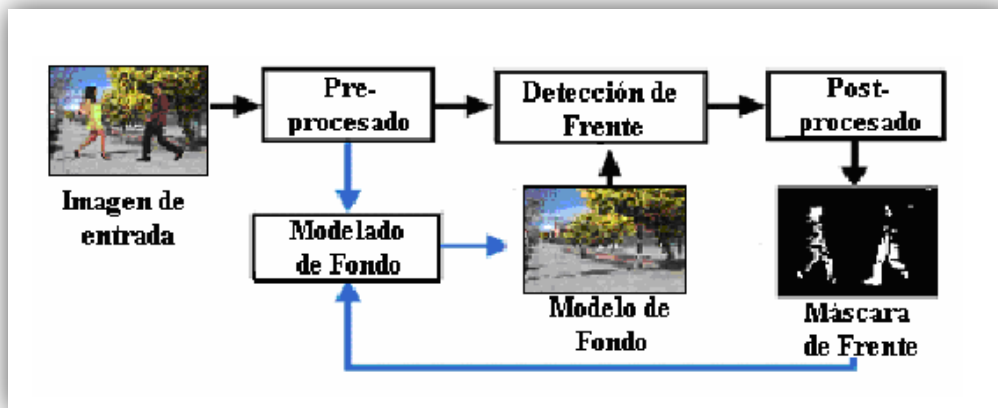 Pre-
procesado
Detección de
Frente
Post-
procesado
Imagen de
entrada
Modelado
de Fondo
Modelo de
Fondo
Máscara
de Frente